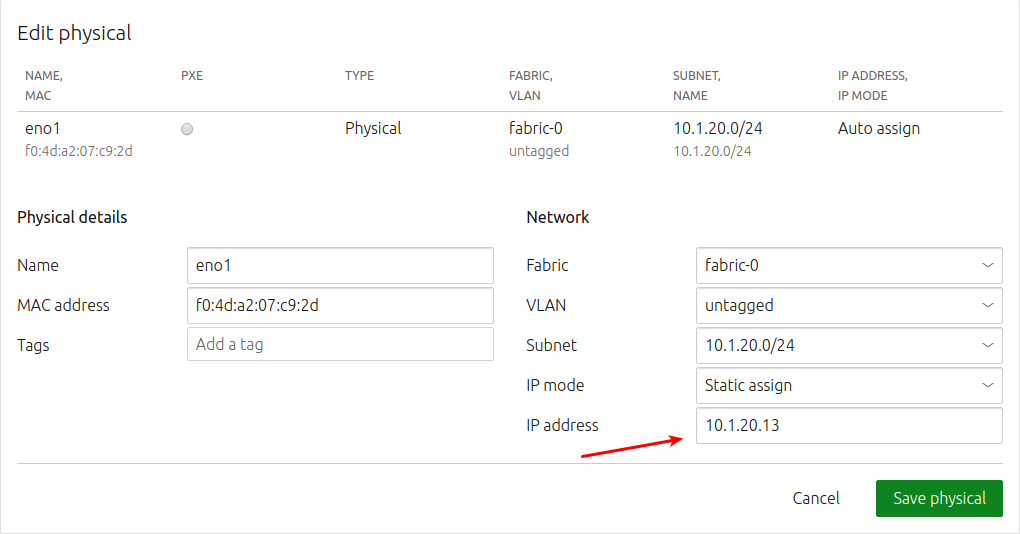 Edit physical
NAME, PXE TYPE FABRIC, SUBNET, IP ADDRESS,
MAC VLAN NAME IP MODE
eno1 Physical fabric-0 10.1.20.0/24 Auto assign
f0:4d:a2:07:c9:2d untagged 10.1.20.0/24
Physical details
Name eno1
MAC address f0:4d:a2:07:c9:2d
Tags Add a tag
Network
Fabric fabric-0
VLAN untagged
Subnet 10.1.20.0/24
IP mode Static assign
IP address 10.1.20.13
Cancel Save physical